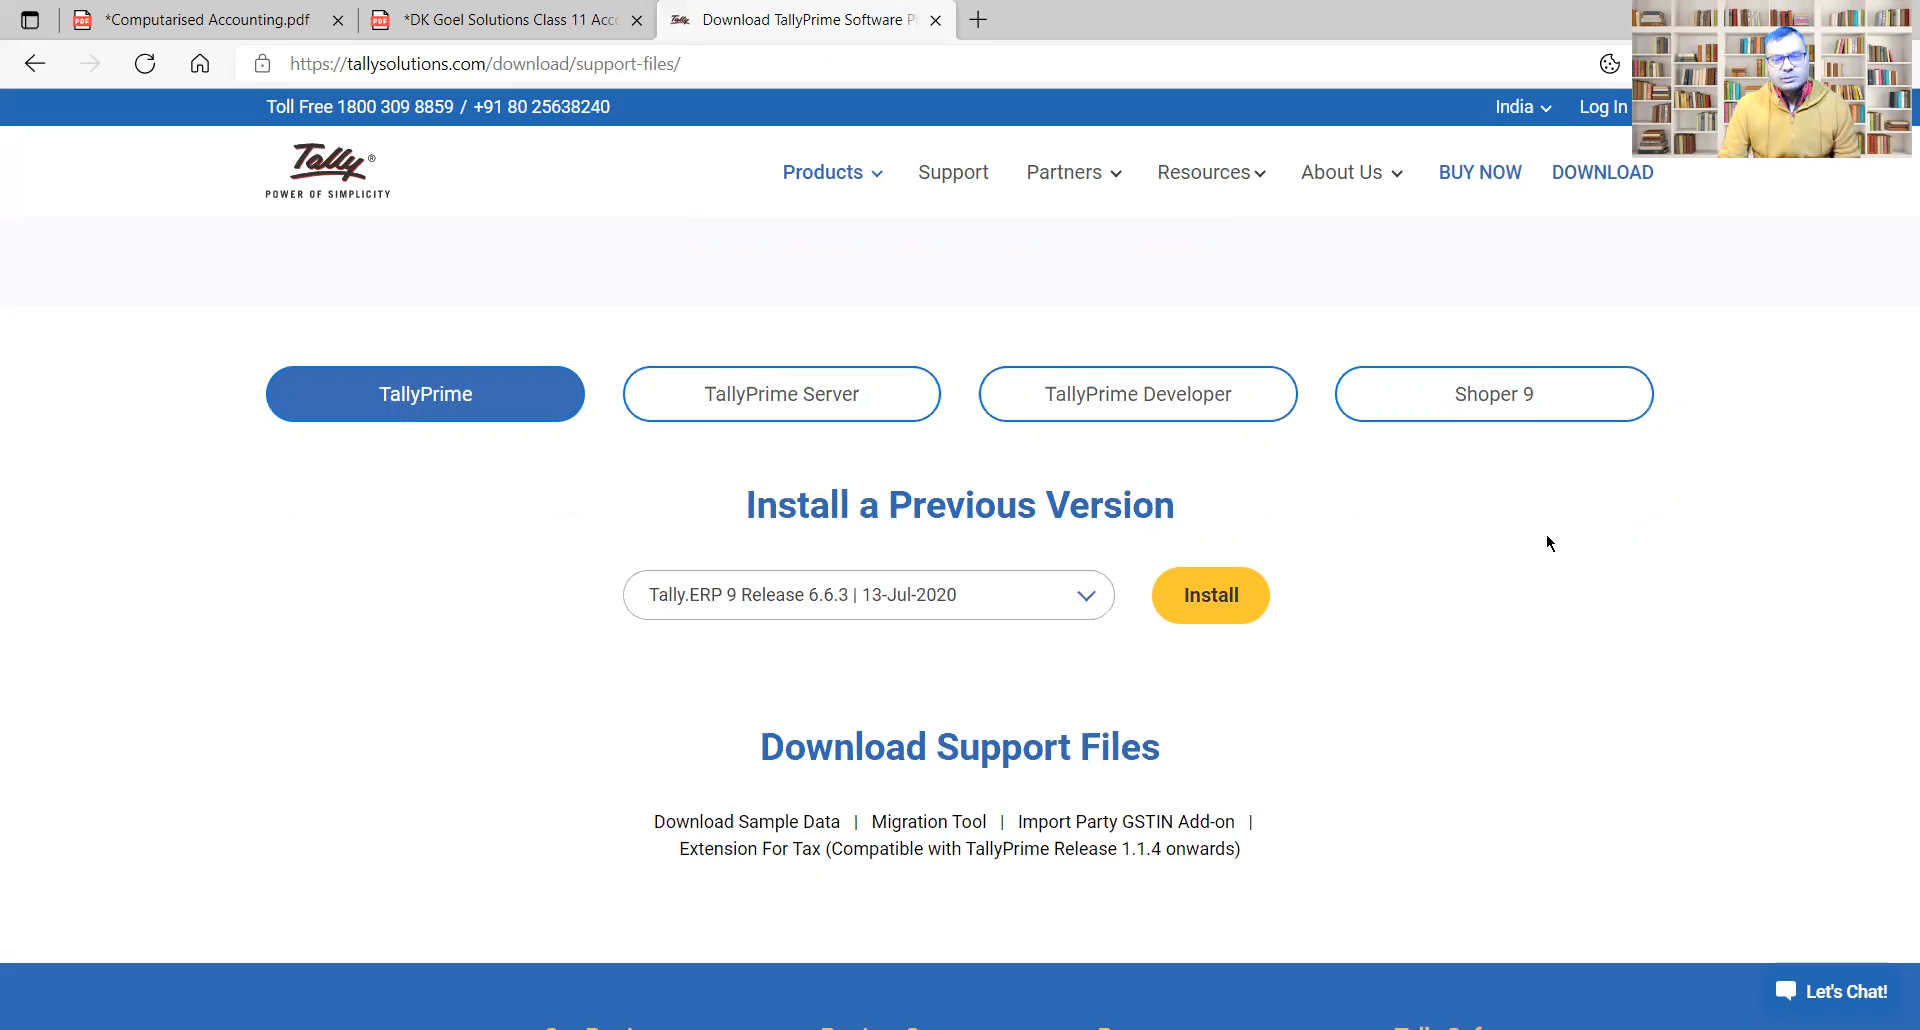 *Computarised Accounting.pdf
*DK Goel Solutions Class 11 Acc
Download TallyPrime Software P
https://tallysolutions.com/download/support-files/
Toll Free 1800 309 8859 / +91 80 25638240
India
Log In
Tally®
POWER OF SIMPLICITY
Products
Support
Partners
Resources
About Us
BUY NOW
DOWNLOAD
TallyPrime
TallyPrime Server
TallyPrime Developer
Shoper 9
Install a Previous Version
Tally.ERP 9 Release 6.6.3 | 13-Jul-2020
Install
Download Support Files
Download Sample Data | Migration Tool | Import Party GSTIN Add-on |
Extension For Tax (Compatible with TallyPrime Release 1.1.4 onwards)
Let's Chat!